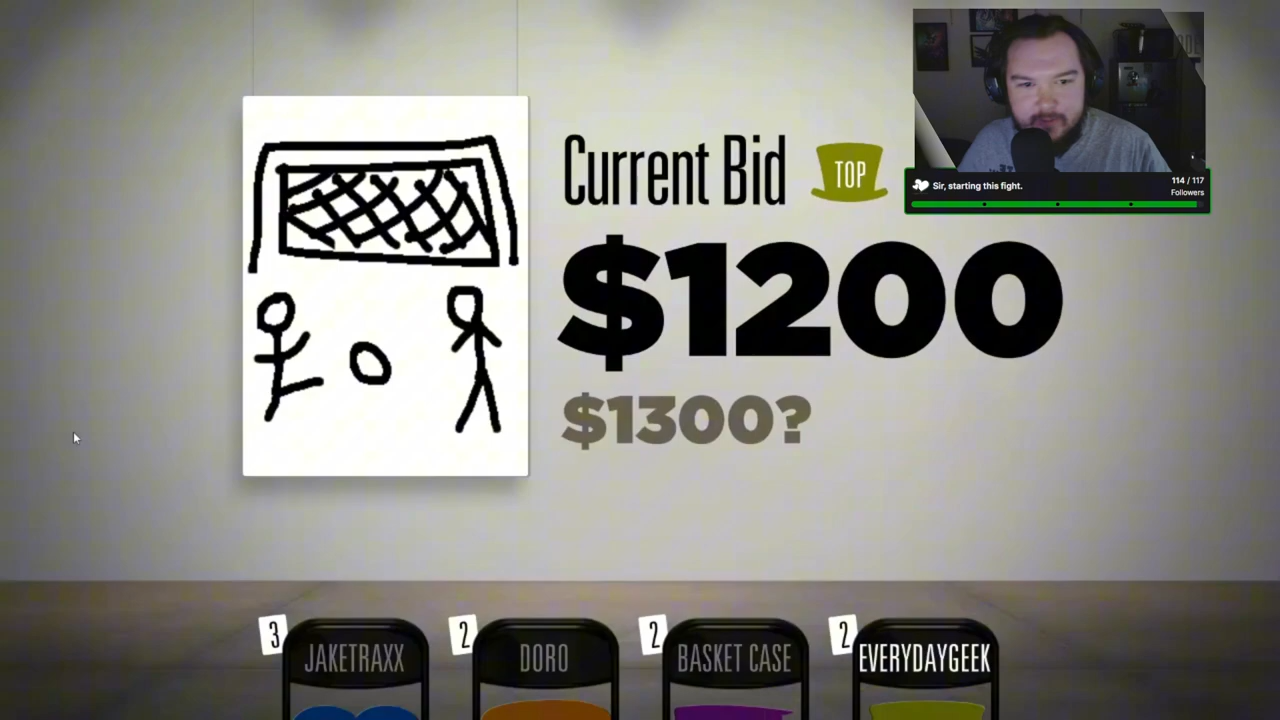 Current Bid
TOP
$1200
$1300?
Sir, starting this fight.
114 / 117
Followers
3
JAKETRAXX
2
DORO
2
BASKET CASE
2
EVERYDAYGEEK